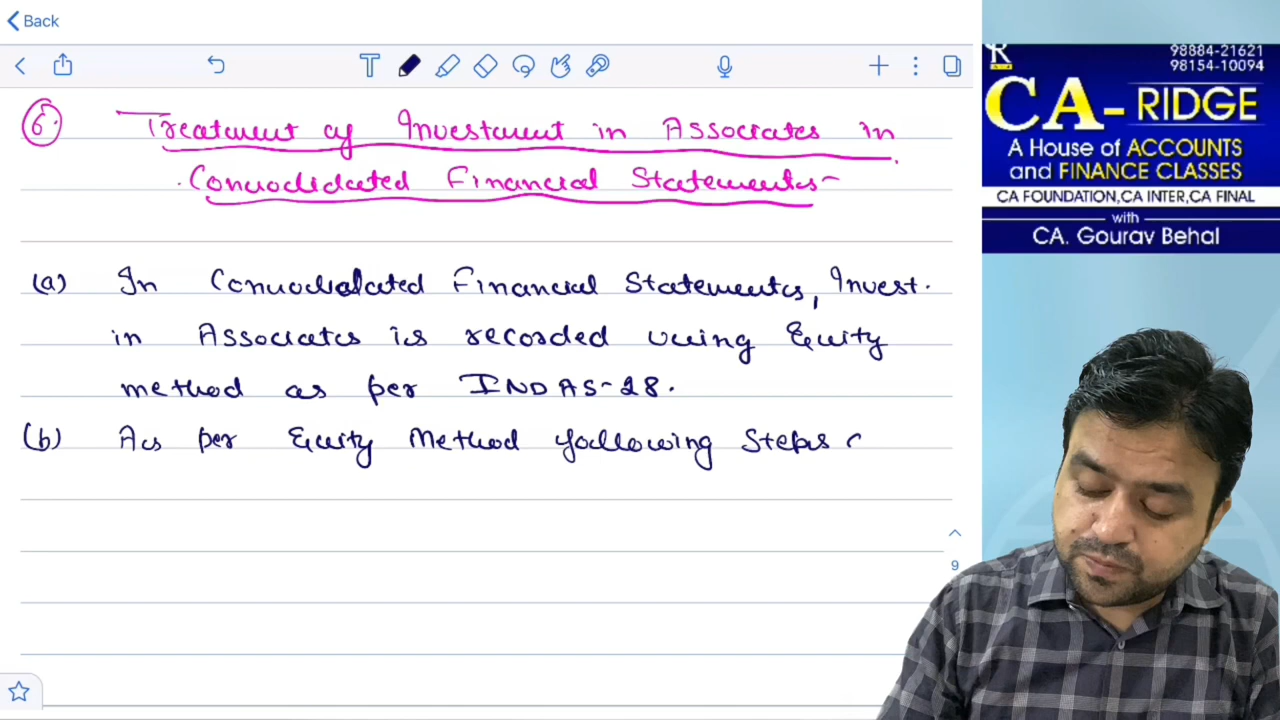 Back
98884-21621
98154-10094
CA-RIDGE
A House of ACCOUNTS
and FINANCE CLASSES
CA FOUNDATION,CA INTER,CA FINAL
with
CA. Gourav Behal
6. Treatment of Investment in Associates in
Consolidated Financial Statements-
(a) In Consolidated Financial Statements, Invest.
in Associates is recorded using Equity
method as per INDAS-28.
(b) As per Equity Method following Steps
9